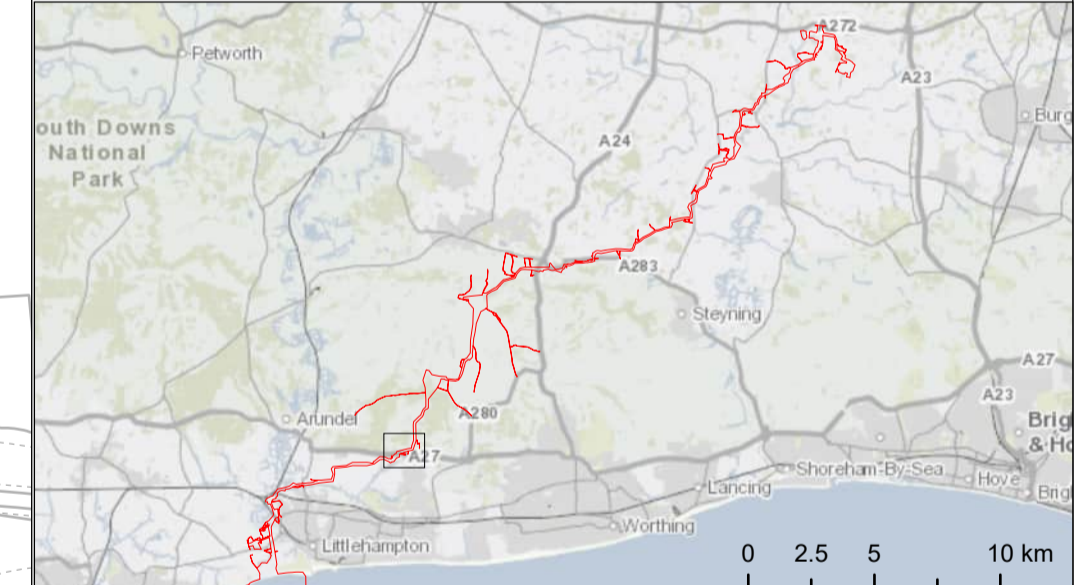 A272
Petworth
A23
Burg
outh Downs
National
Park
A24
A283
Steyning
A27
A23
A280
Arundel
Brig
& Ho
A27
Shoreham-By-Sea
Hove
Lancing
Brig
Worthing
Littlehampton
0 2.5 5 10 km